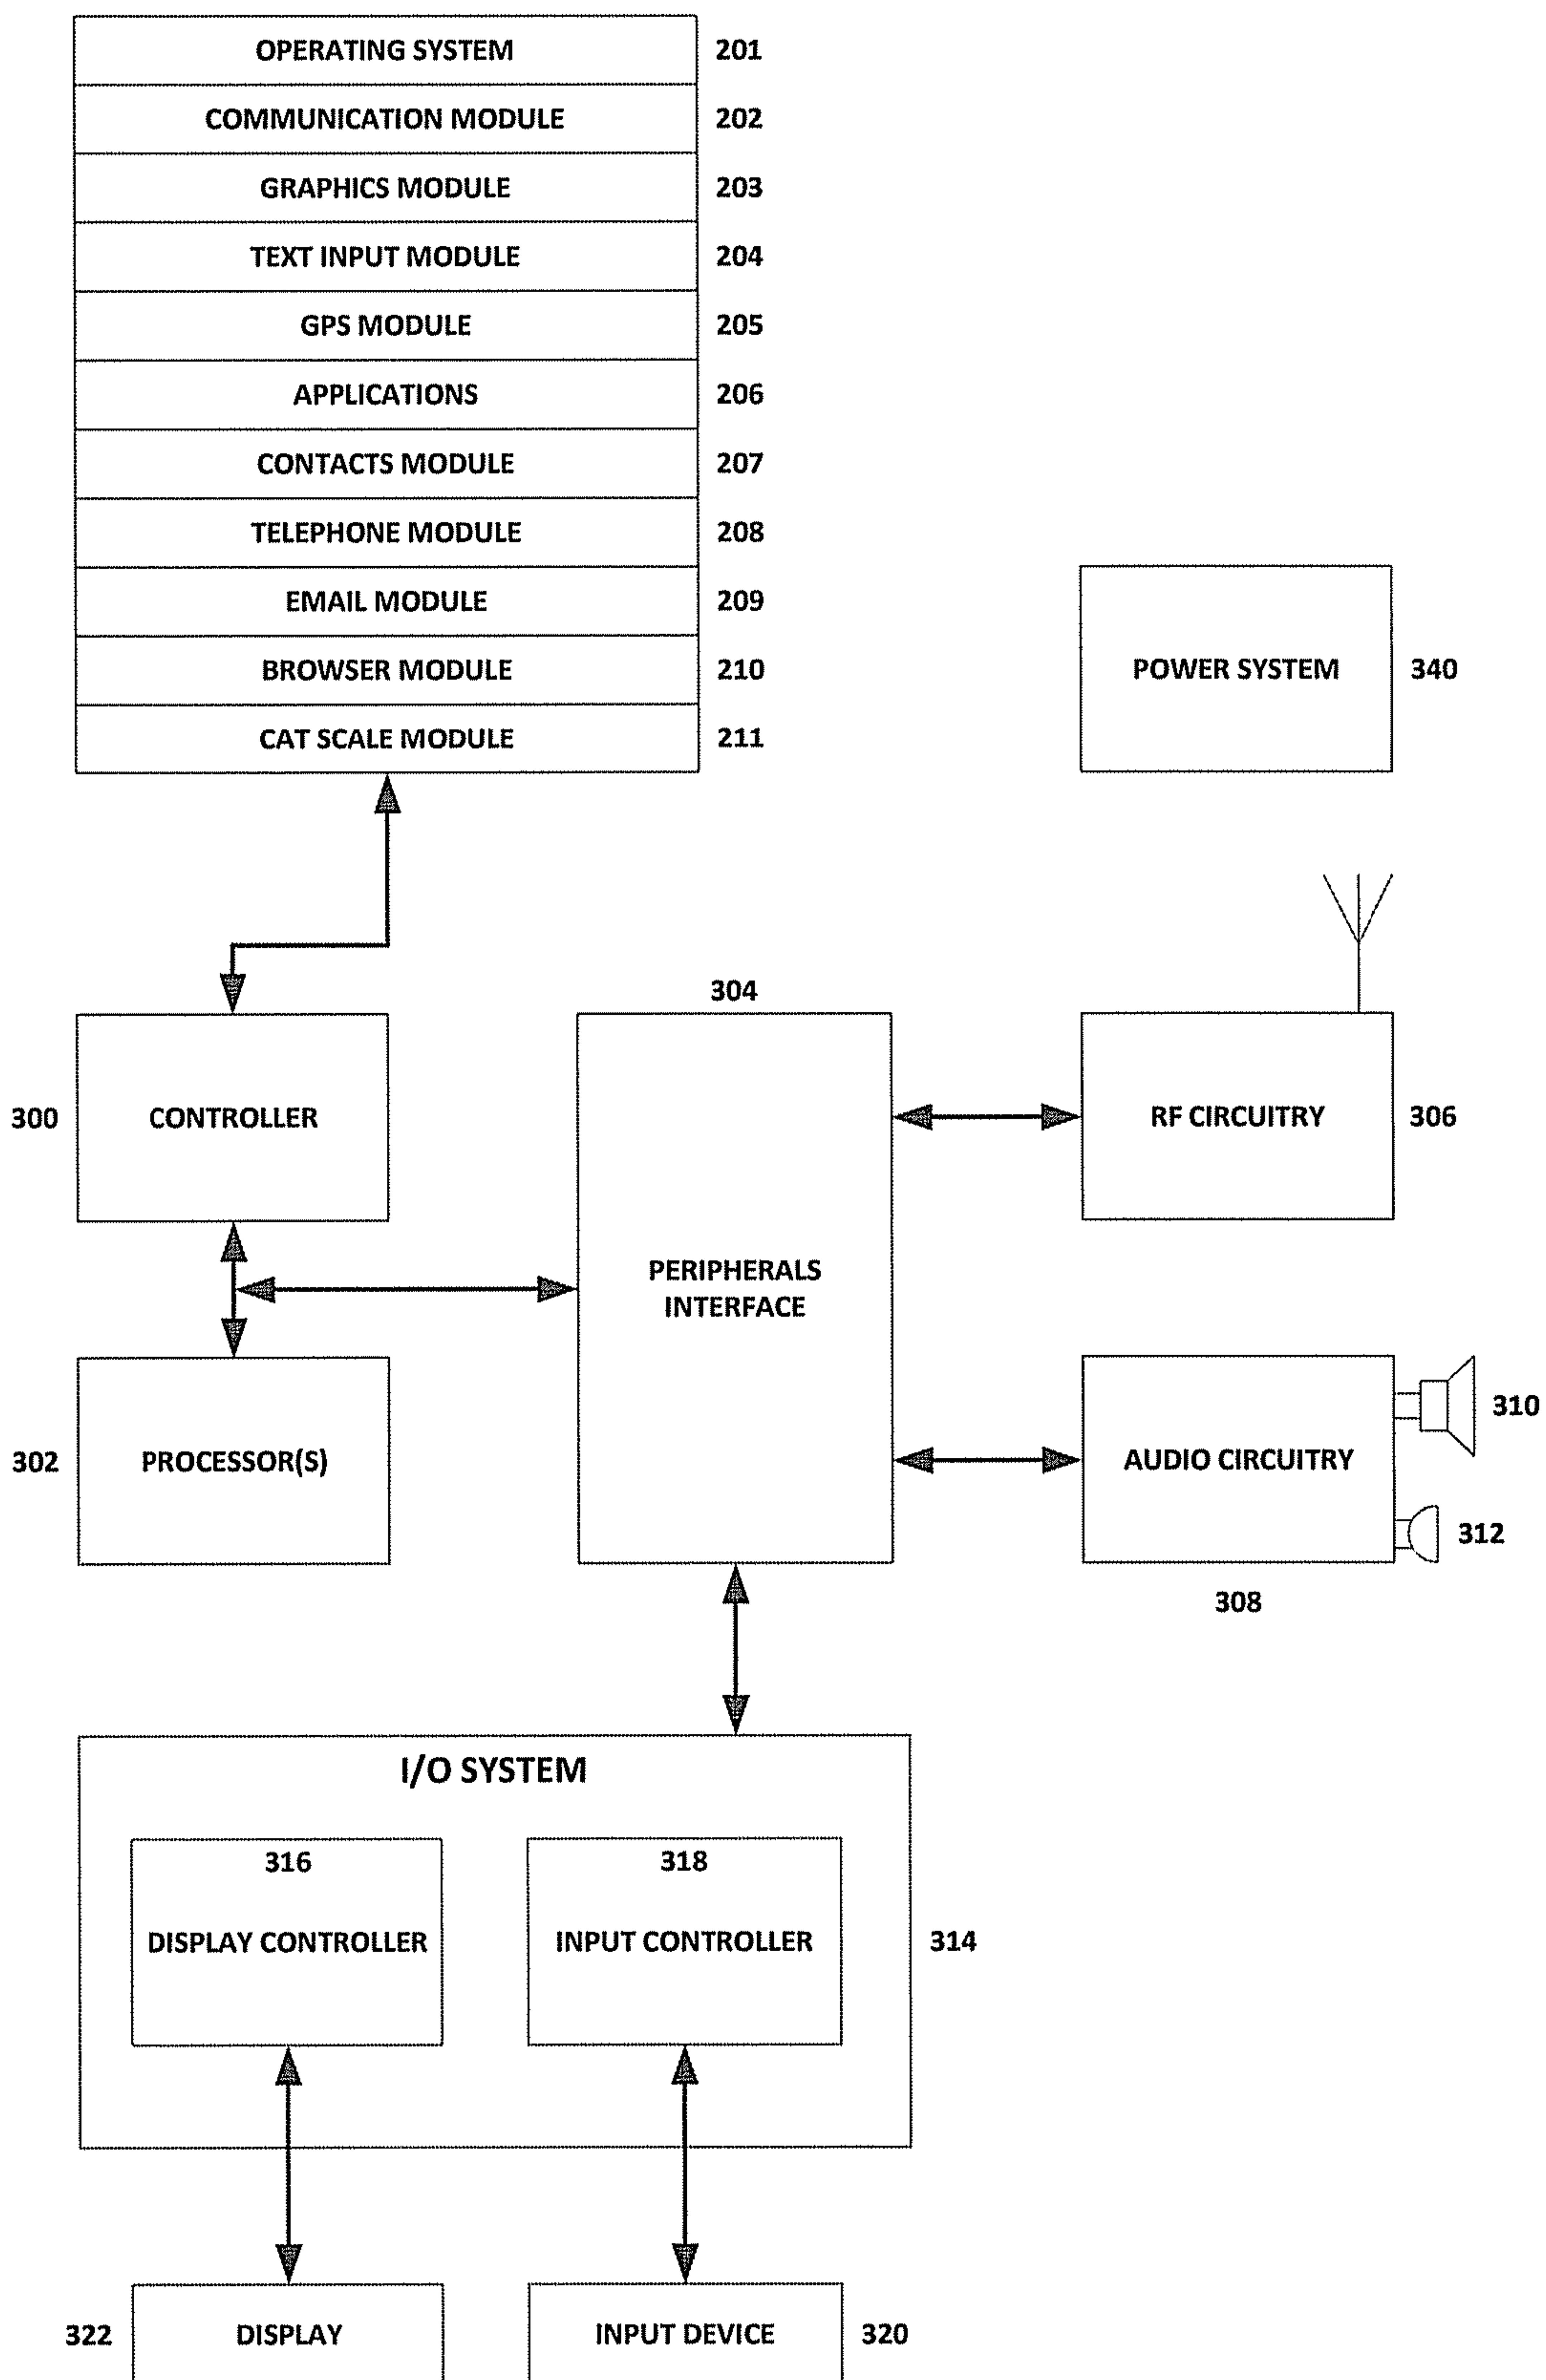 OPERATING SYSTEM 201
COMMUNICATION MODULE 202
GRAPHICS MODULE 203
TEXT INPUT MODULE 204
GPS MODULE 205
APPLICATIONS 206
CONTACTS MODULE 207
TELEPHONE MODULE 208
EMAIL MODULE 209
BROWSER MODULE 210
CAT SCALE MODULE 211
POWER SYSTEM 340
304
300 CONTROLLER
RF CIRCUITRY 306
PERIPHERALS
INTERFACE
302 PROCESSOR(S)
310
AUDIO CIRCUITRY
312
308
I/O SYSTEM
316
318
DISPLAY CONTROLLER
INPUT CONTROLLER
314
322 DISPLAY
INPUT DEVICE 320